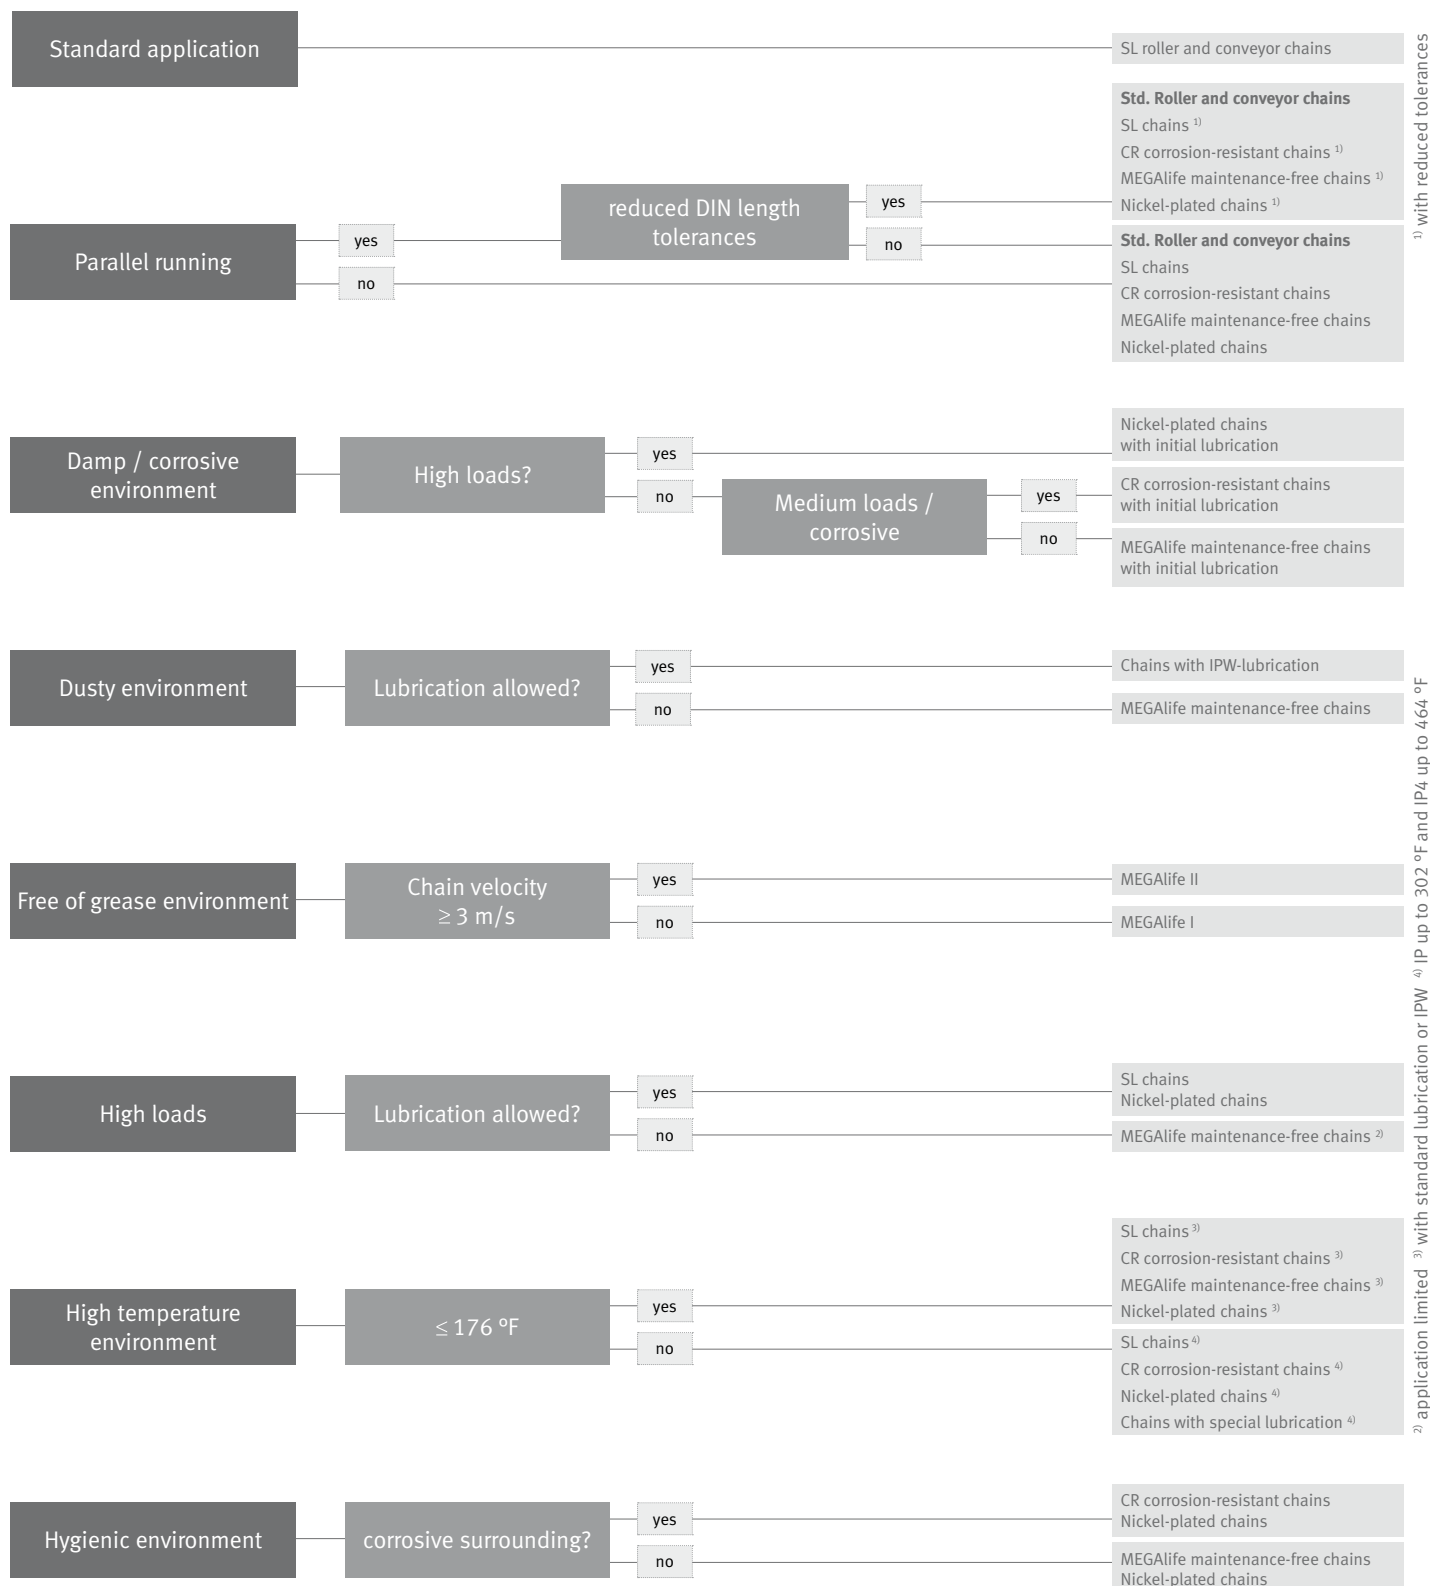 Standard application
SL roller and conveyor chains
Parallel running
yes
no
reduced DIN length
tolerances
yes
no
Std. Roller and conveyor chains
SL chains 1)
CR corrosion-resistant chains 1)
MEGAlife maintenance-free chains 1)
Nickel-plated chains 1)
Std. Roller and conveyor chains
SL chains
CR corrosion-resistant chains
MEGAlife maintenance-free chains
Nickel-plated chains
1) with reduced tolerances
Damp / corrosive
environment
High loads?
yes
no
Medium loads /
corrosive
yes
no
Nickel-plated chains
with initial lubrication
CR corrosion-resistant chains
with initial lubrication
MEGAlife maintenance-free chains
with initial lubrication
Dusty environment
Lubrication allowed?
yes
no
Chains with IPW-lubrication
MEGAlife maintenance-free chains
Free of grease environment
Chain velocity
≥ 3 m/s
yes
no
MEGAlife II
MEGAlife I
High loads
Lubrication allowed?
yes
no
SL chains
Nickel-plated chains
MEGAlife maintenance-free chains 2)
High temperature
environment
≤ 176 °F
yes
no
SL chains 3)
CR corrosion-resistant chains 3)
MEGAlife maintenance-free chains 3)
Nickel-plated chains 3)
SL chains 4)
CR corrosion-resistant chains 4)
Nickel-plated chains 4)
Chains with special lubrication 4)
Hygienic environment
corrosive surrounding?
yes
no
CR corrosion-resistant chains
Nickel-plated chains
MEGAlife maintenance-free chains
Nickel-plated chains
2) application limited 3) with standard lubrication or IPW 4) IP up to 302 °F and IP4 up to 464 °F